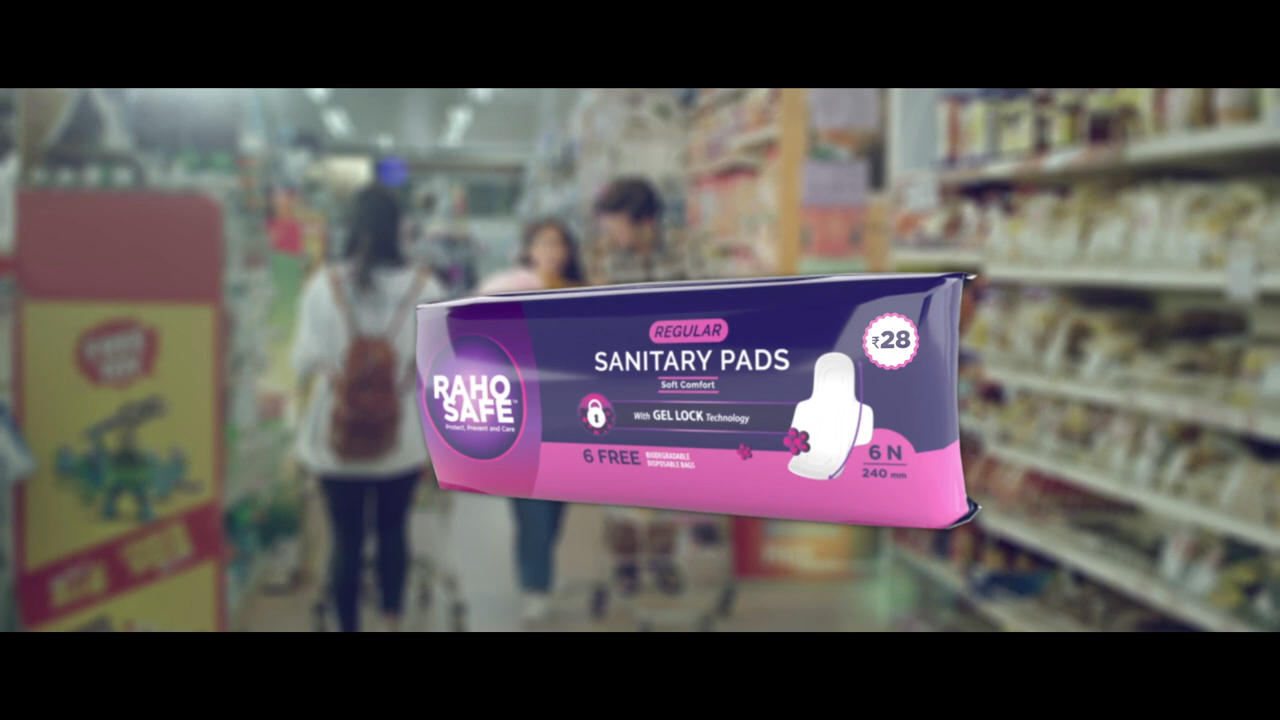 RAHO
SAFE™
Protect, Prevent and Care
REGULAR
SANITARY PADS
Soft Comfort
With GEL LOCK Technology
6 FREE BIODEGRADABLE
DISPOSABLE BAGS
₹28
6 N
240 mm